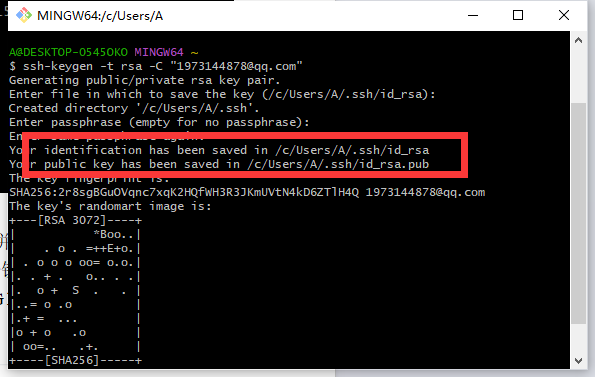 MINGW64:/c/Users/A
A@DESKTOP-O545OKO MINGW64 ~
$ ssh-keygen -t rsa -C "1973144878@qq.com"
Generating public/private rsa key pair.
Enter file in which to save the key (/c/Users/A/.ssh/id_rsa):
Created directory '/c/Users/A/.ssh'.
Enter passphrase (empty for no passphrase):
Enter same passphrase again:
Your identification has been saved in /c/Users/A/.ssh/id_rsa
Your public key has been saved in /c/Users/A/.ssh/id_rsa.pub
The key fingerprint is:
SHA256:2r8sgBGuOVqnc7xqK2HQfWH3R3JKmUVtN4kD6ZTlH4Q 1973144878@qq.com
The key's randomart image is:
+---[RSA 3072]----+
|          *Boo..|
|    . o . =++E+o.|
| . o o o oo= o.o.|
|. . + .   o.. . .|
|.  o +  S  .   . |
|..= o .o         |
|.+ =  ...        |
|o + o   .o       |
| oo=..   .+.     |
+----[SHA256]-----+